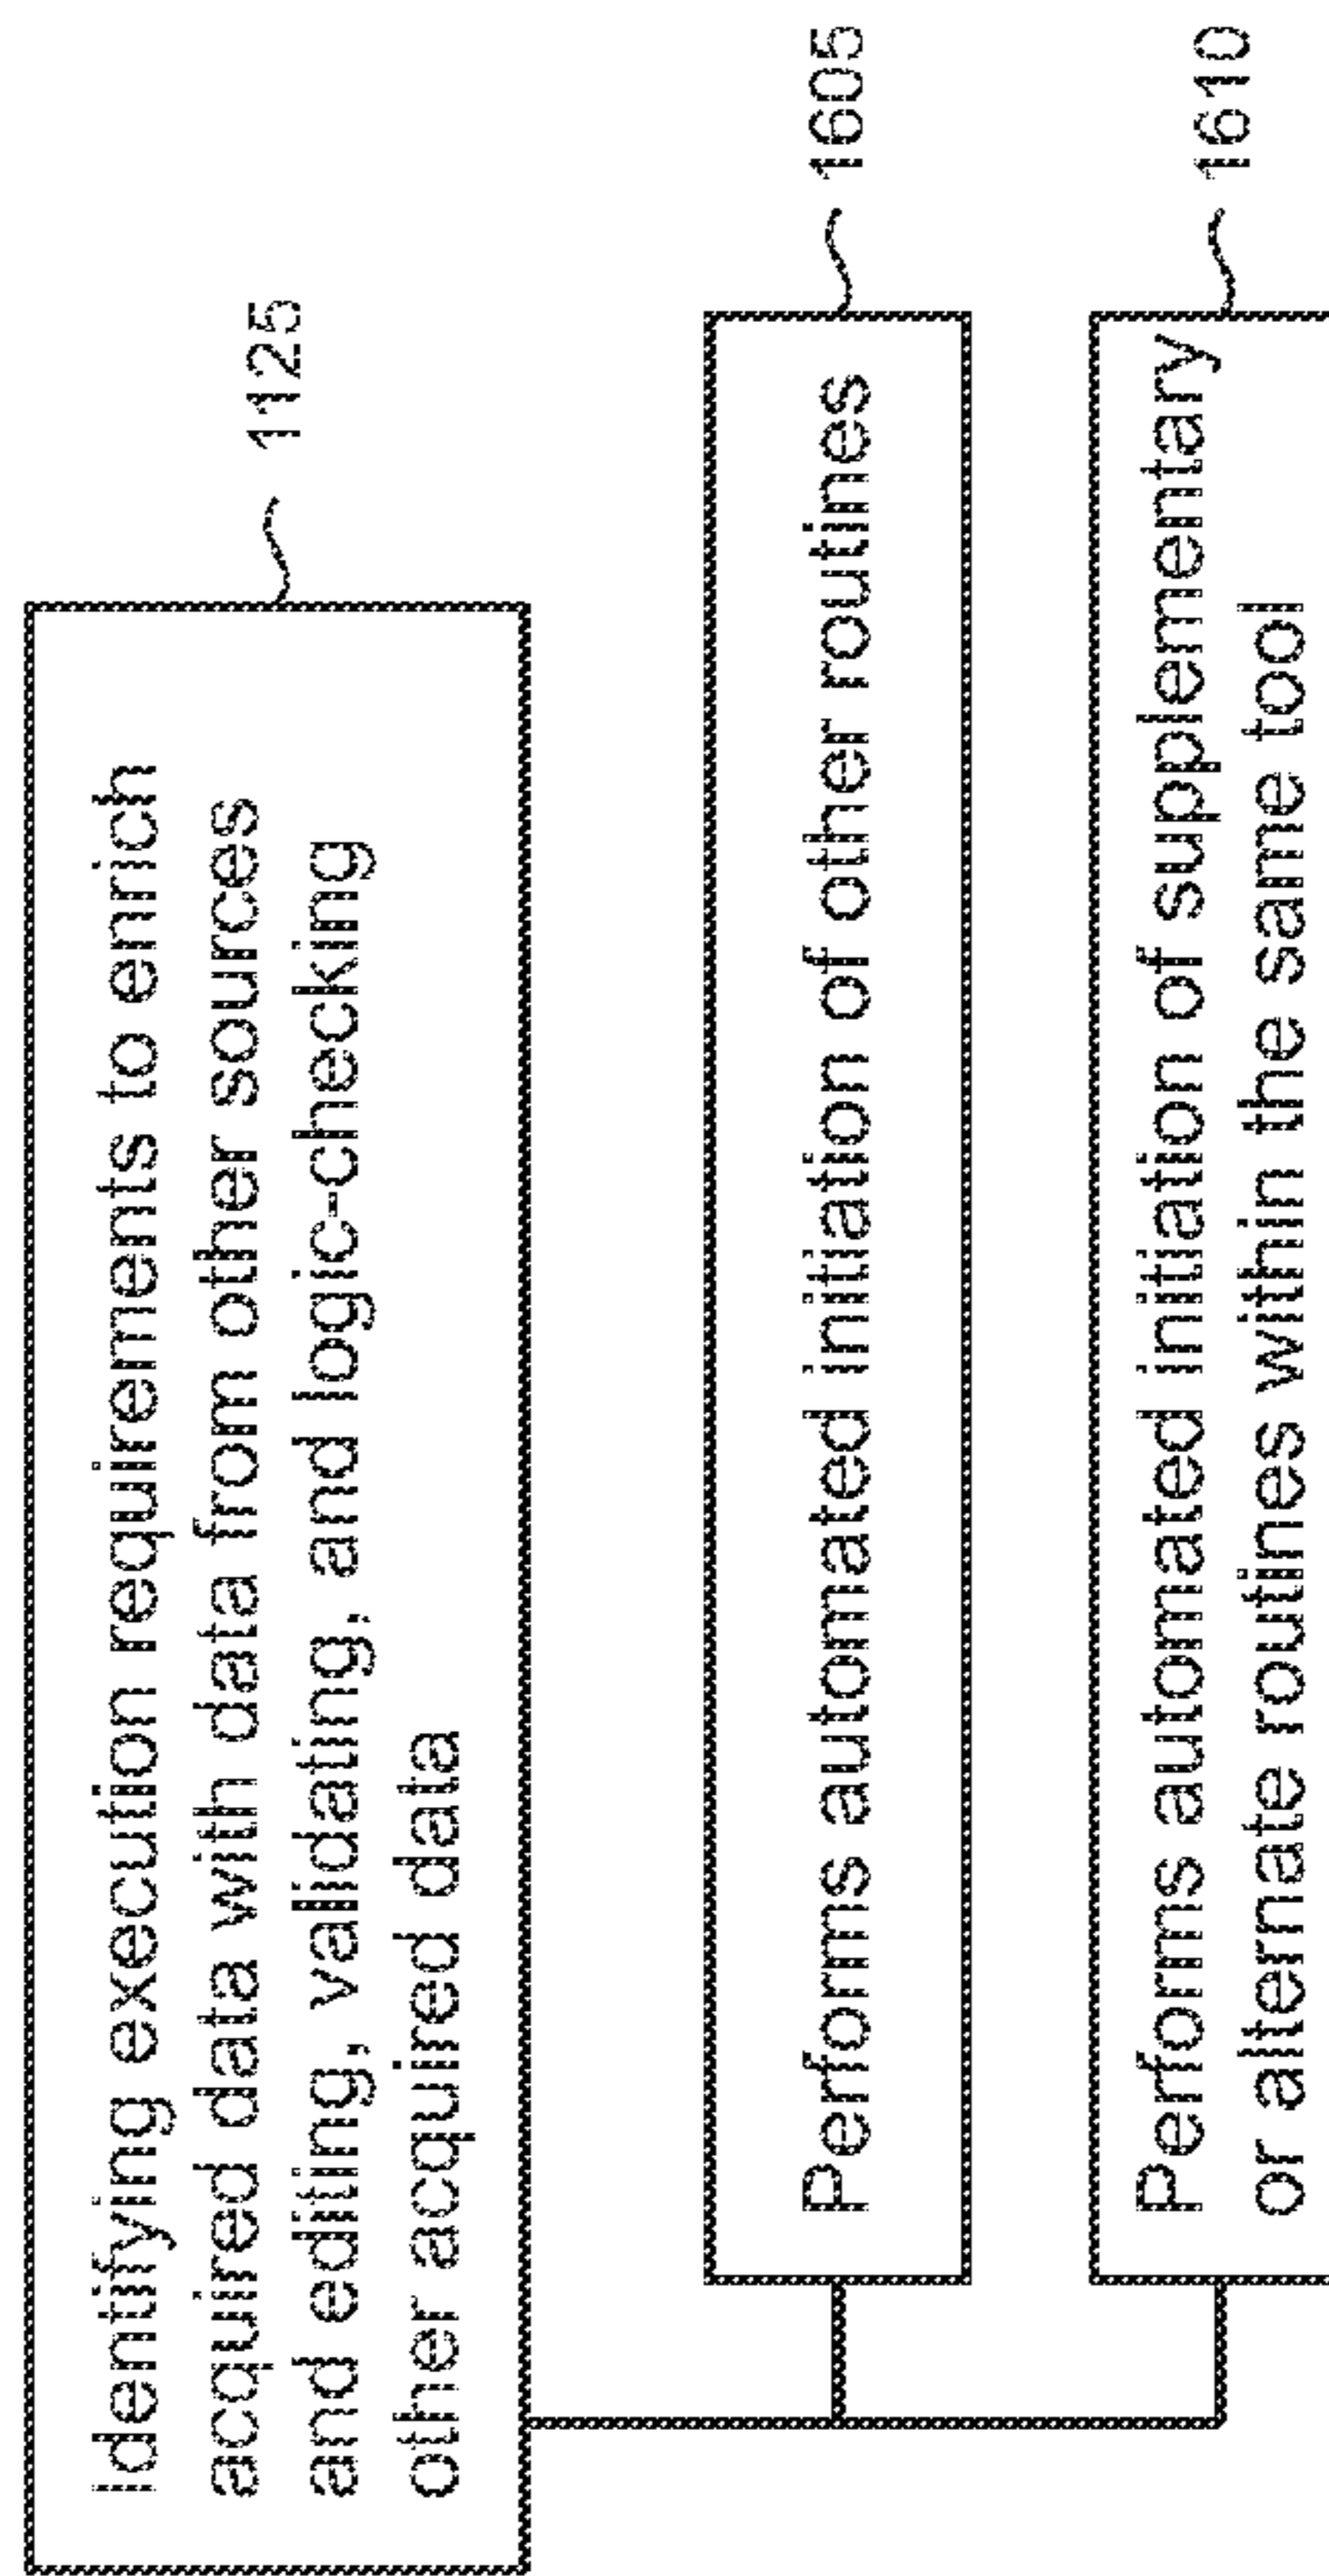 Identifying execution requirements to enrich
acquired data with data from other sources
and editing, validating, and logic-checking
other acquired data
1125
Performs automated initiation of other routines
1605
Performs automated initiation of supplementary
or alternate routines within the same tool
1610